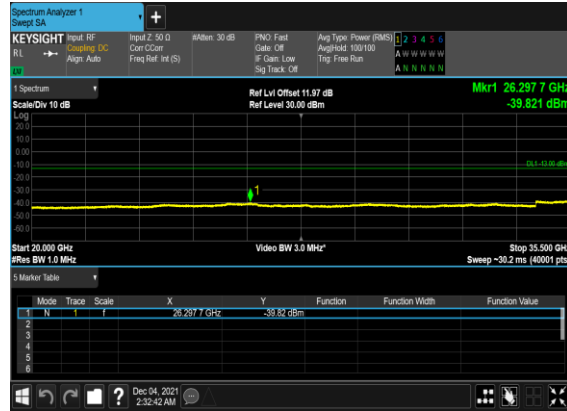 Spectrum Analyzer 1
Swept SA
+
KEYSIGHT Input: RF Input Z: 50 Ω #Atten: 30 dB PNO: Fast Avg Type: Power (RMS) 1 2 3 4 5 6
RL Coupling: DC Corr CCorr Gate: Off Avg|Hold: 100/100 A W W W W W
Align: Auto Freq Ref: Int (S) IF Gain: Low Trig: Free Run
Sig Track: Off A N N N N N
1 Spectrum Ref Lvl Offset 11.97 dB Mkr1 26.297 7 GHz
Scale/Div 10 dB Ref Level 30.00 dBm -39.821 dBm
Log
20.0
10.0
0.00
-10.0 DL1 -13.00 dBm
-20.0
-30.0 1
-40.0
-50.0
-60.0
Start 20.000 GHz Video BW 3.0 MHz* Stop 35.500 GHz
#Res BW 1.0 MHz Sweep ~30.2 ms (40001 pts)
5 Marker Table
Mode Trace Scale X Y Function Function Width Function Value
1 N 1 f 26.297 7 GHz -39.82 dBm
2
3
4
5
6
? Dec 04, 2021
2:32:42 AM